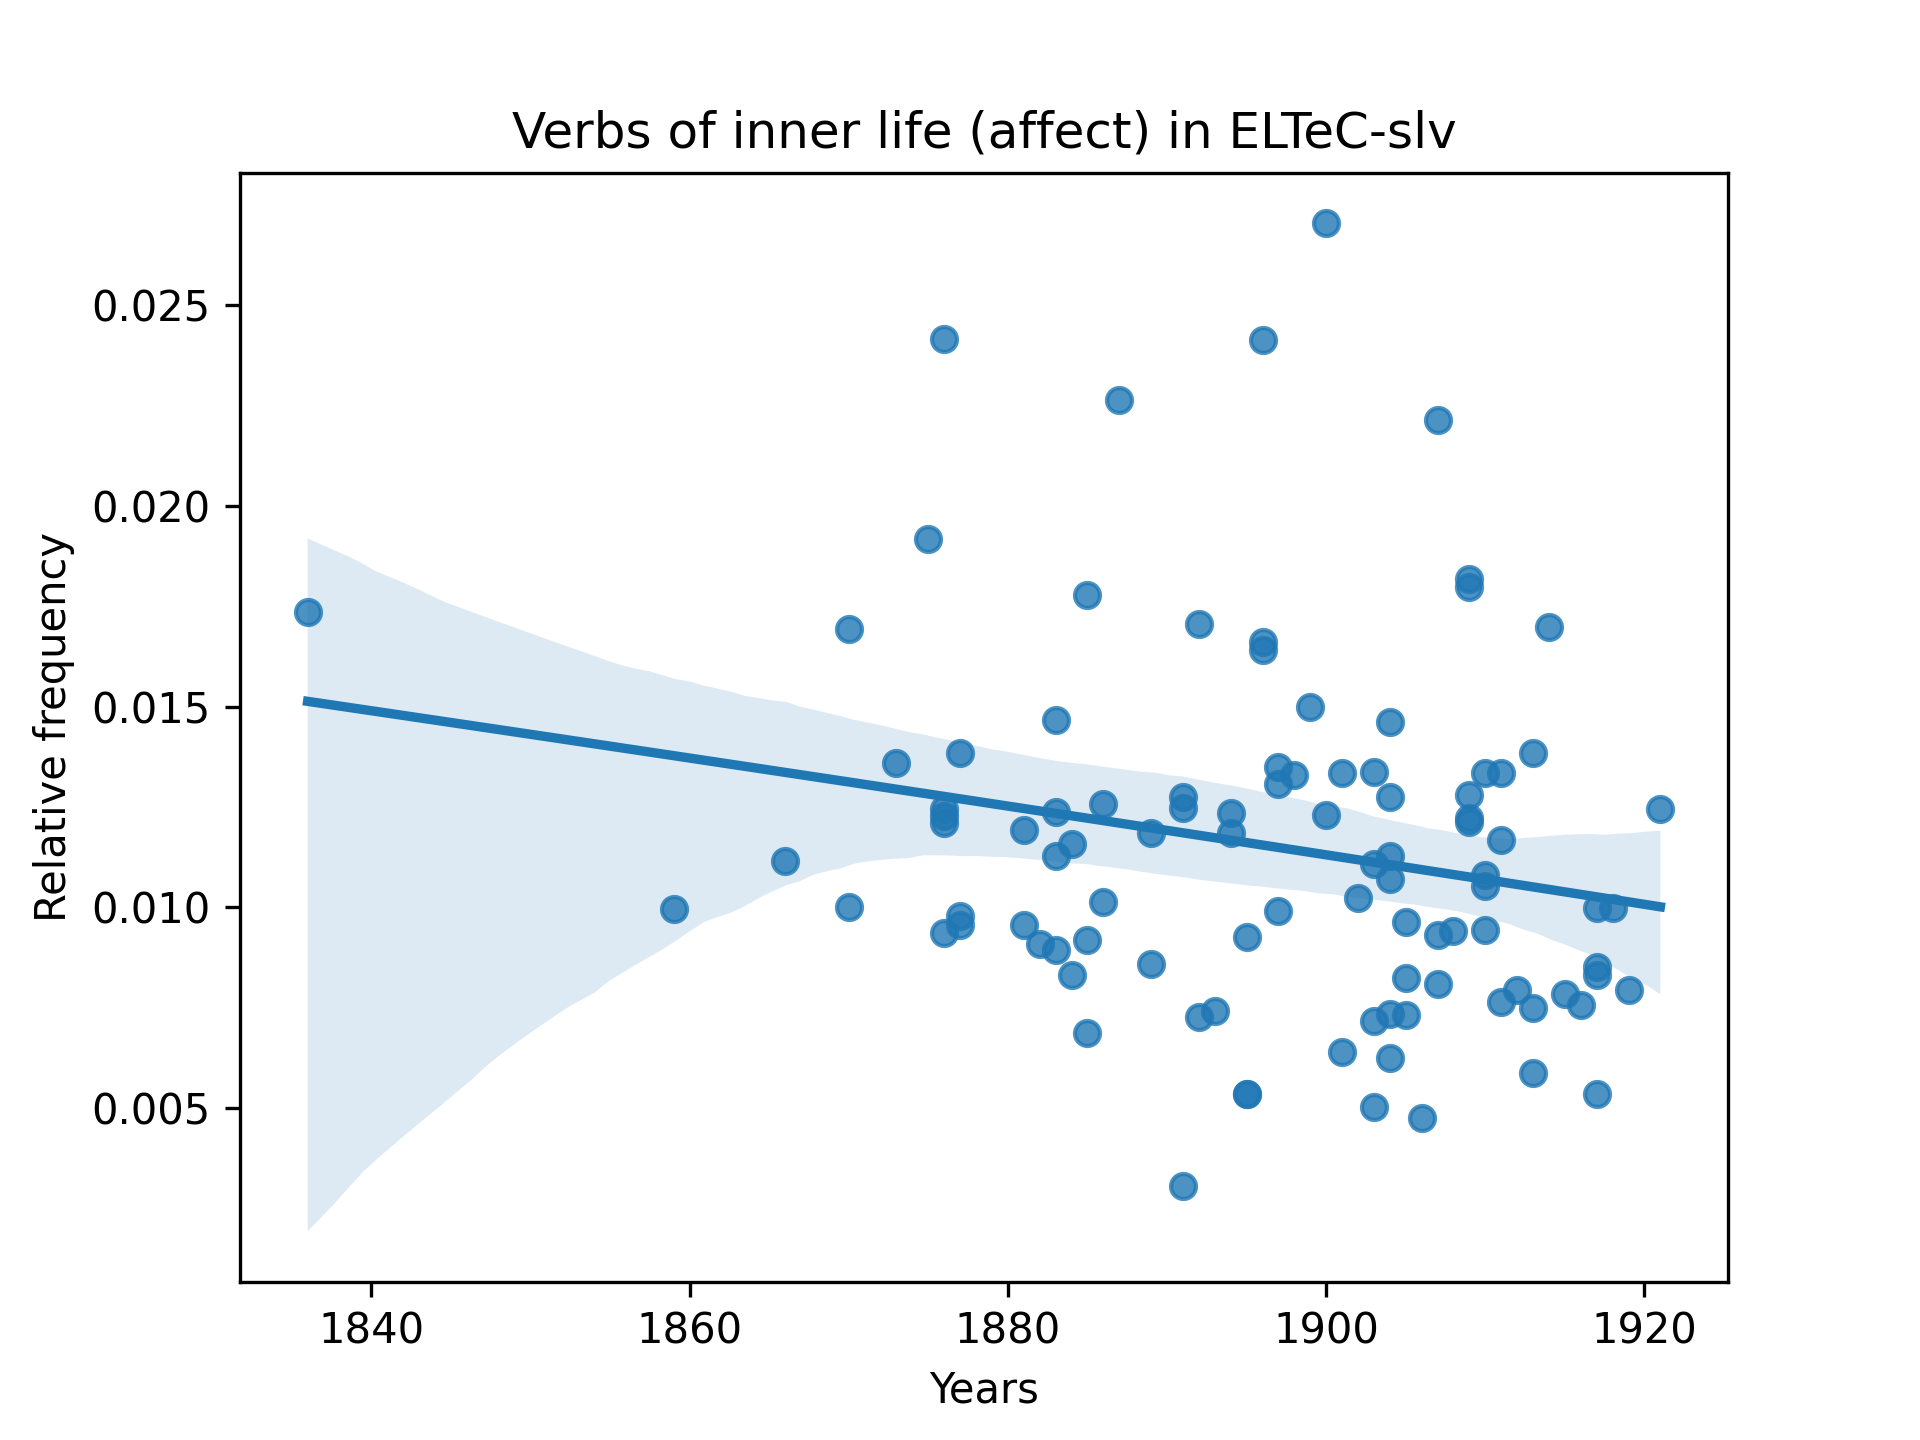 Verbs of inner life (affect) in ELTeC-slv
Relative frequency
0.025
0.020
0.015
0.010
0.005
1840 1860 1880 1900 1920
Years